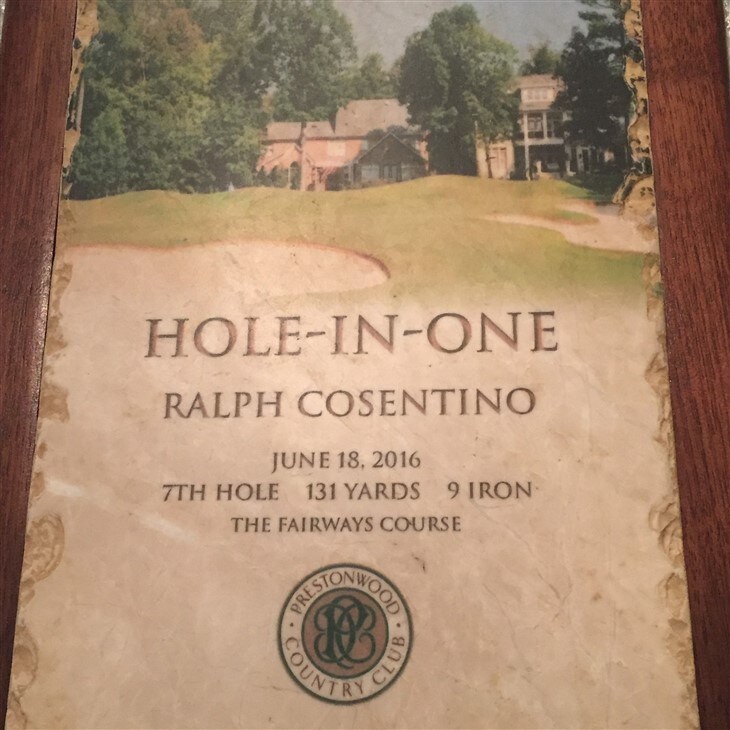 HOLE-IN-ONE
RALPH COSENTINO
JUNE 18, 2016
7TH HOLE 131 YARDS 9 IRON
THE FAIRWAYS COURSE
PRESTONWOOD
PCC
COUNTRY CLUB